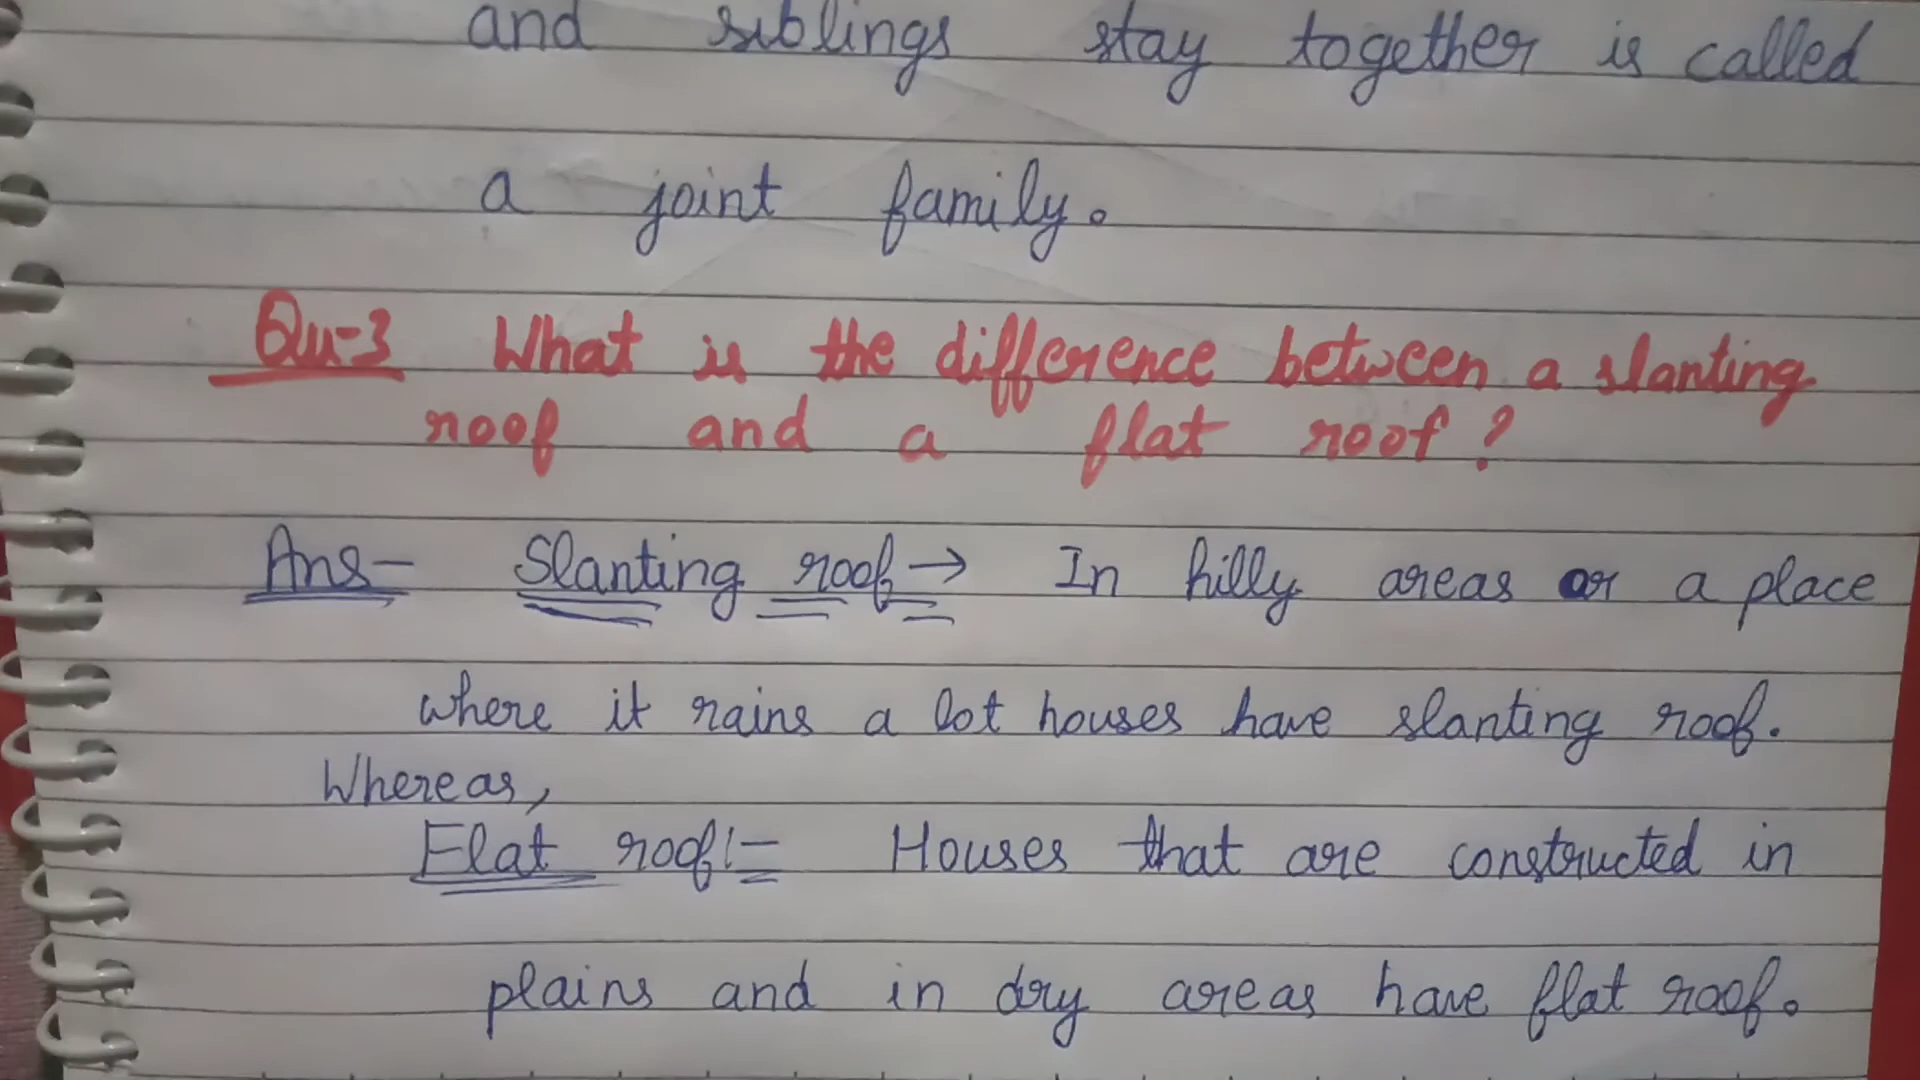 and siblings stay together is called
a joint family.
Qu-3 What is the difference between a slanting
roof and a flat roof?
Ans- Slanting roof → In hilly areas or a place
where it rains a lot houses have slanting roof.
Whereas,
Flat roof:- Houses that are constructed in
plains and in dry areas have flat roof.